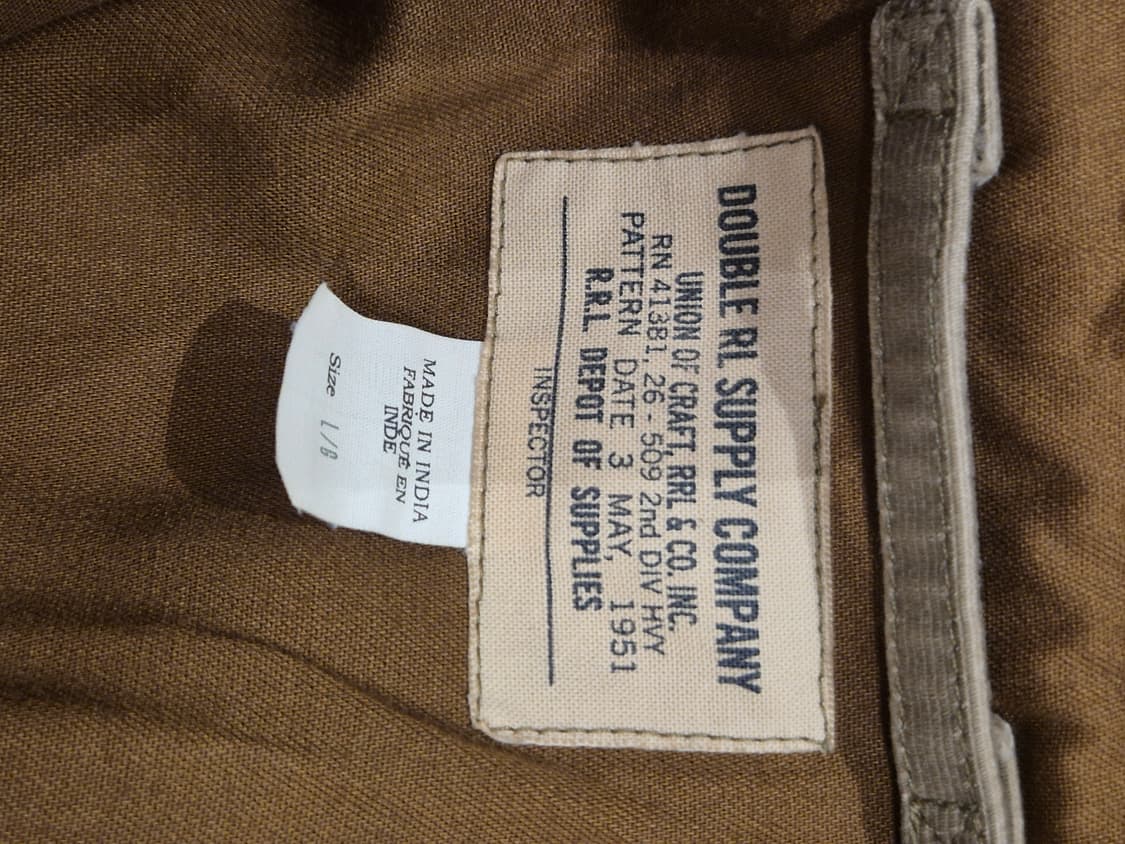 DOUBLE RL SUPPLY COMPANY
UNION OF CRAFT, RRL & CO. INC.
RN 41381, 26 - 509 2nd DIV HVY
PATTERN DATE 3 MAY, 1951
R.R.L DEPOT OF SUPPLIES
INSPECTOR
MADE IN INDIA
FABRIQUÉ EN
INDE
Size L/G